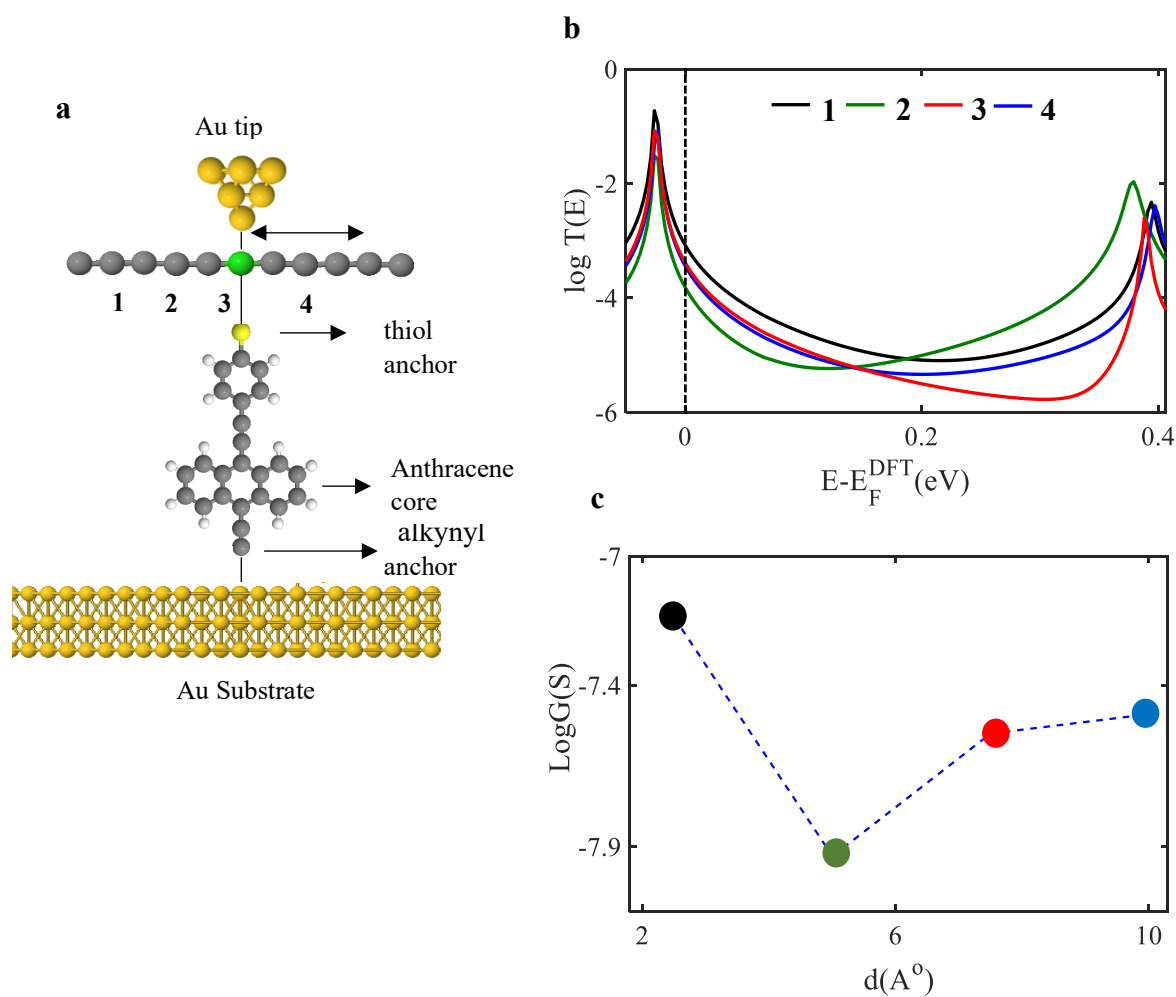 a
Au tip
1 2 3 4
thiol
anchor
Anthracene
core
alkynyl
anchor
Au Substrate
b
0
-2
-4
-6
log T(E)
1 2 3 4
0 0.2 0.4
E-E_F^DFT(eV)
c
-7
-7.4
-7.9
LogG(S)
2 6 10
d(A^o)